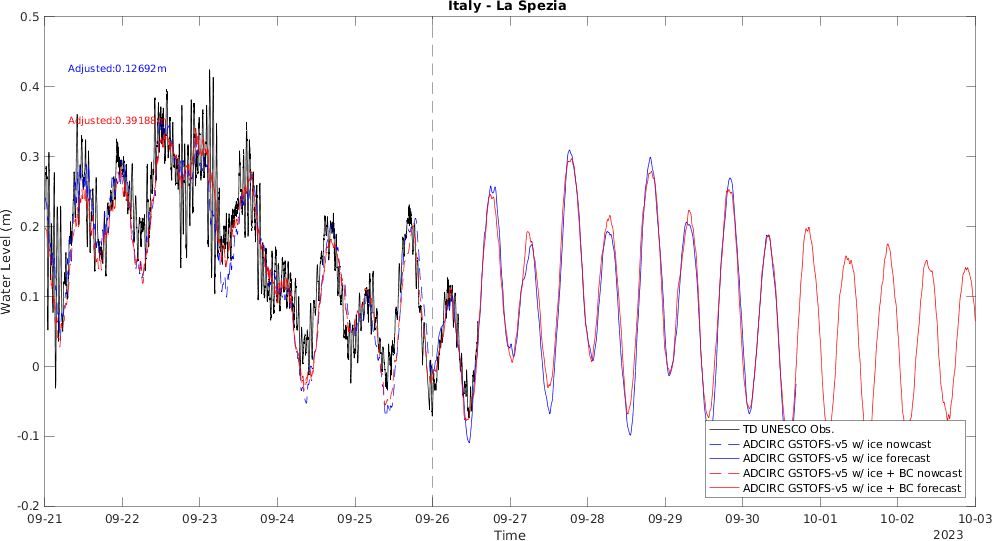 Italy - La Spezia
0.5
0.4
0.3
0.2
0.1
0
-0.1
-0.2
Water Level (m)
Adjusted:0.12692m
Adjusted:0.39188m
TD UNESCO Obs.
ADCIRC GSTOFS-v5 w/ ice nowcast
ADCIRC GSTOFS-v5 w/ ice forecast
ADCIRC GSTOFS-v5 w/ ice + BC nowcast
ADCIRC GSTOFS-v5 w/ ice + BC forecast
09-21 09-22 09-23 09-24 09-25 09-26 09-27 09-28 09-29 09-30 10-01 10-02 10-03
Time
2023